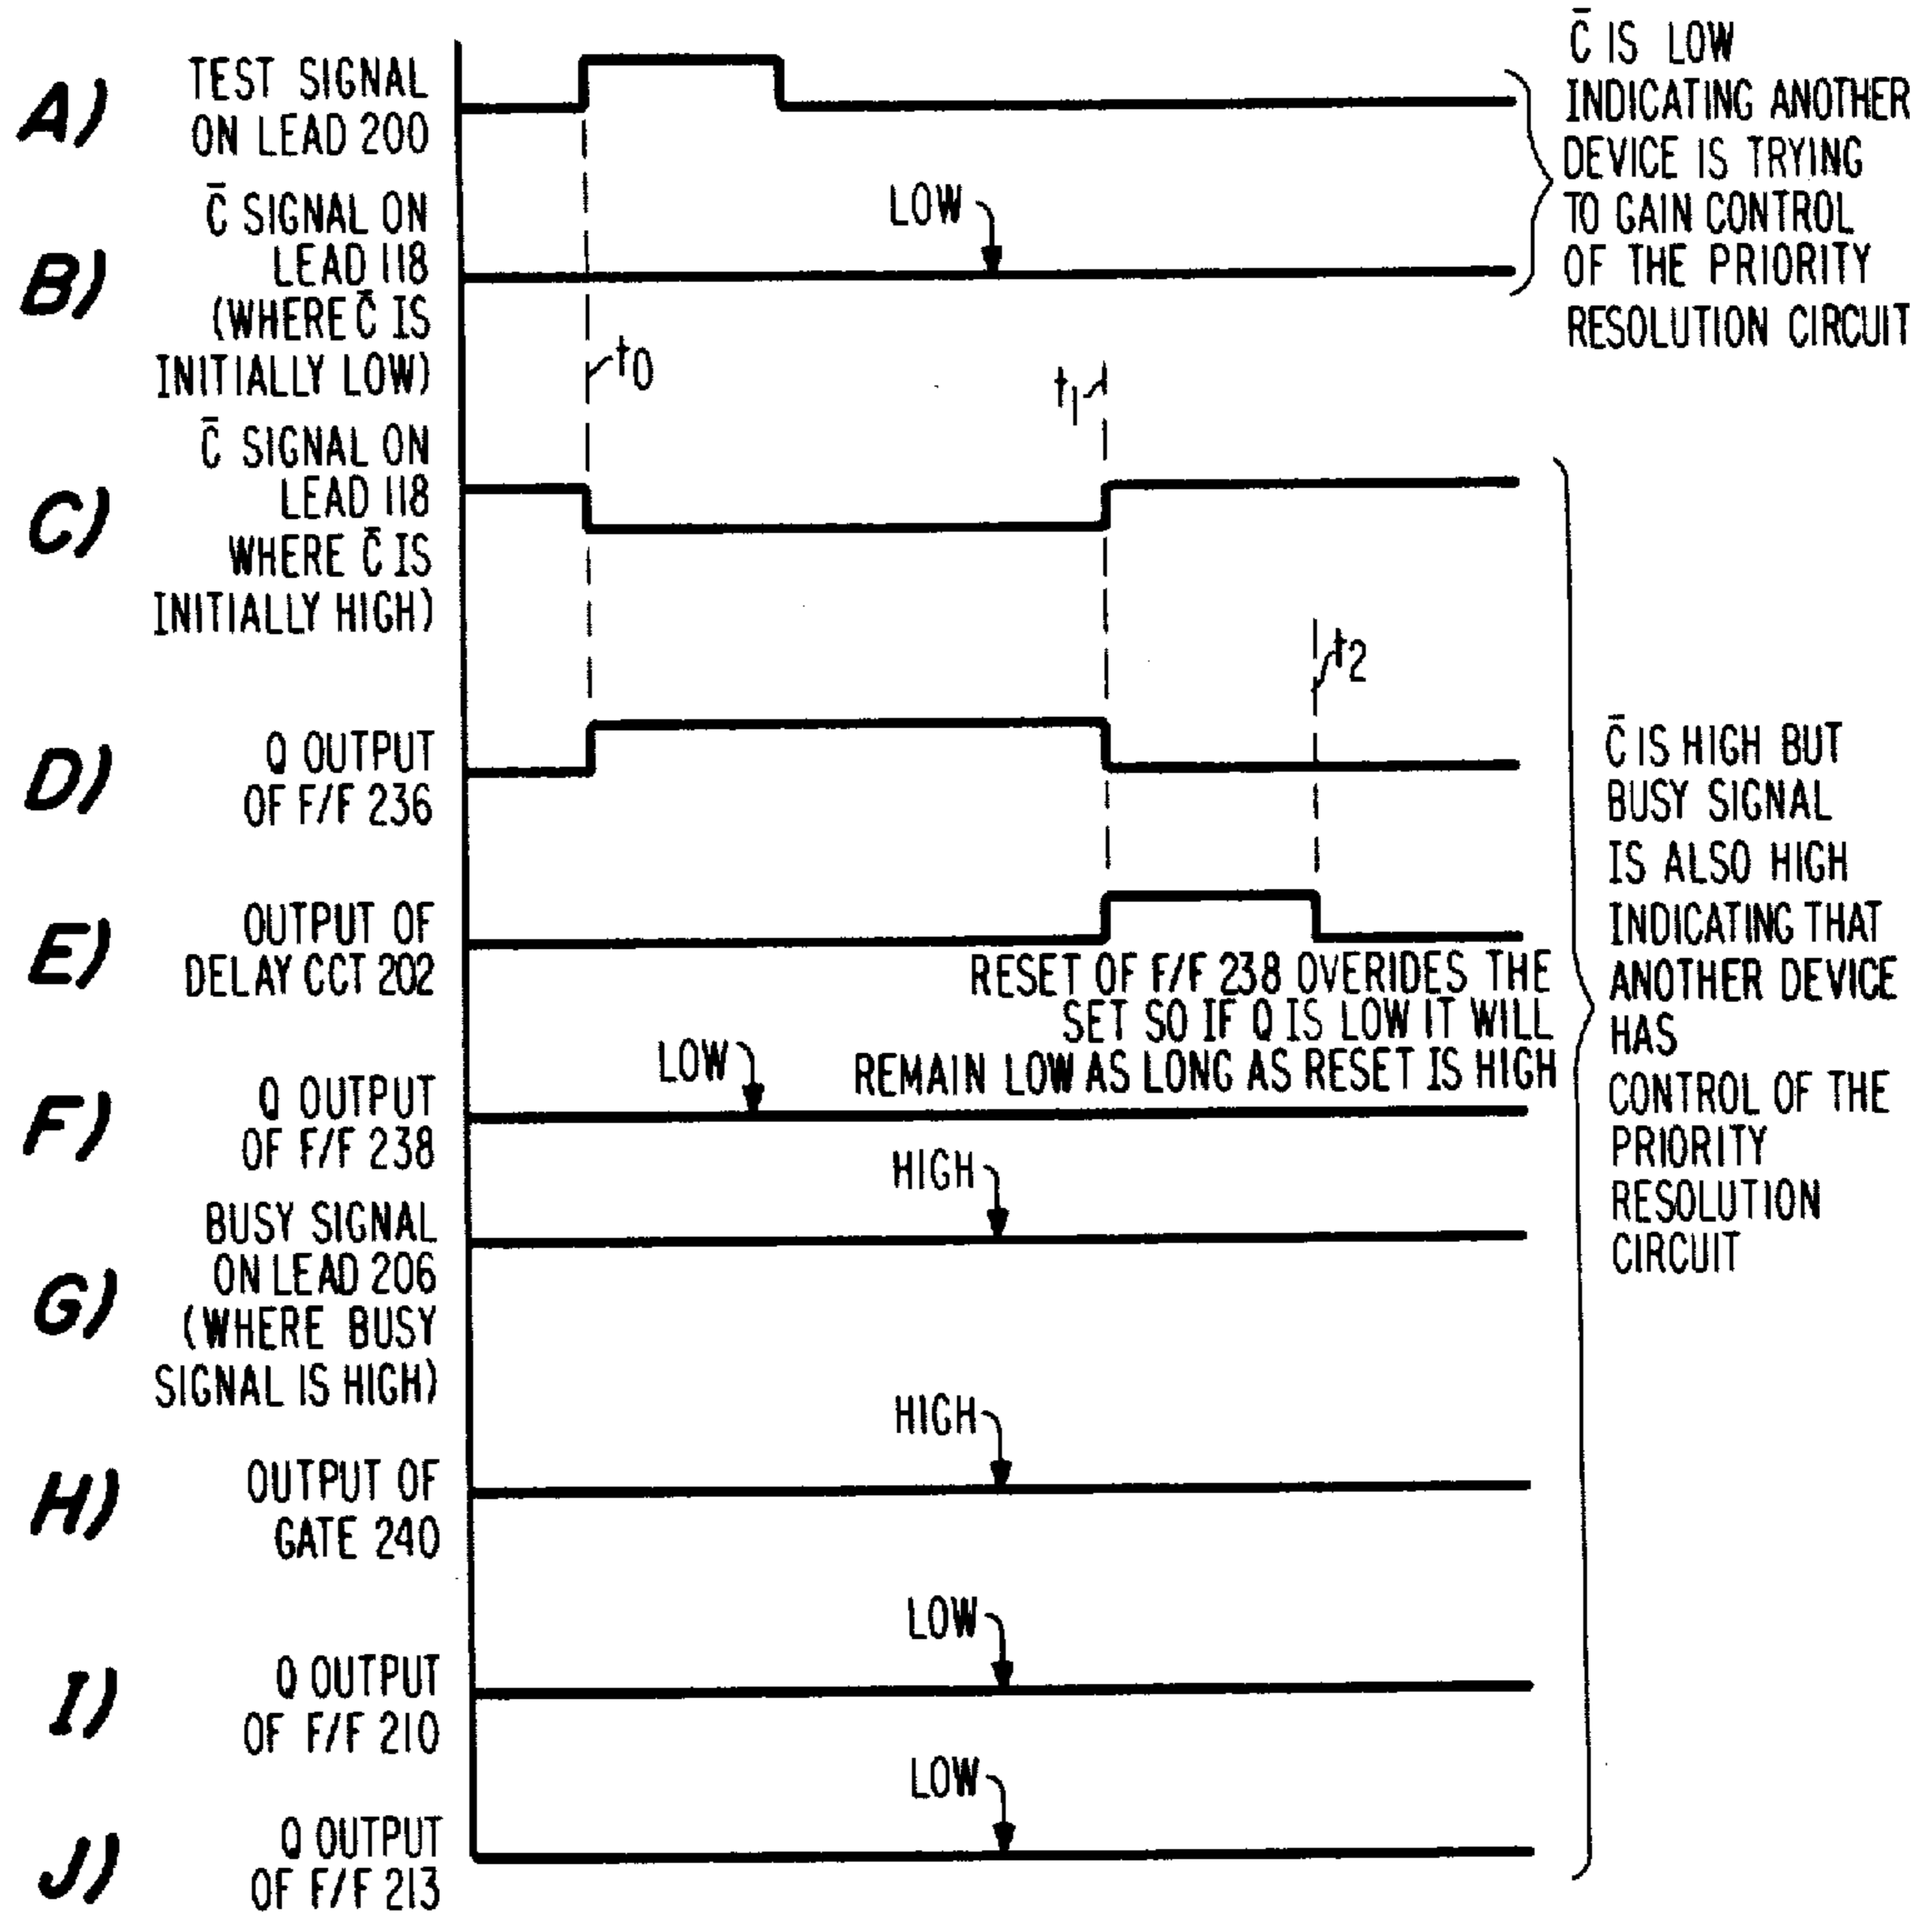 A)
TEST SIGNAL
ON LEAD 200
C̄ IS LOW
INDICATING ANOTHER
DEVICE IS TRYING
TO GAIN CONTROL
OF THE PRIORITY
RESOLUTION CIRCUIT
B)
C̄ SIGNAL ON
LEAD 118
(WHERE C̄ IS
INITIALLY LOW)
LOW
t0
t1
C)
C̄ SIGNAL ON
LEAD 118
WHERE C̄ IS
INITIALLY HIGH)
t2
D)
Q OUTPUT
OF F/F 236
C̄ IS HIGH BUT
BUSY SIGNAL
IS ALSO HIGH
INDICATING THAT
ANOTHER DEVICE
HAS
CONTROL OF THE
PRIORITY
RESOLUTION
CIRCUIT
E)
OUTPUT OF
DELAY CCT 202
RESET OF F/F 238 OVERIDES THE
SET SO IF Q IS LOW IT WILL
REMAIN LOW AS LONG AS RESET IS HIGH
F)
Q OUTPUT
OF F/F 238
LOW
G)
BUSY SIGNAL
ON LEAD 206
(WHERE BUSY
SIGNAL IS HIGH)
HIGH
H)
OUTPUT OF
GATE 240
HIGH
I)
Q OUTPUT
OF F/F 210
LOW
J)
Q OUTPUT
OF F/F 213
LOW